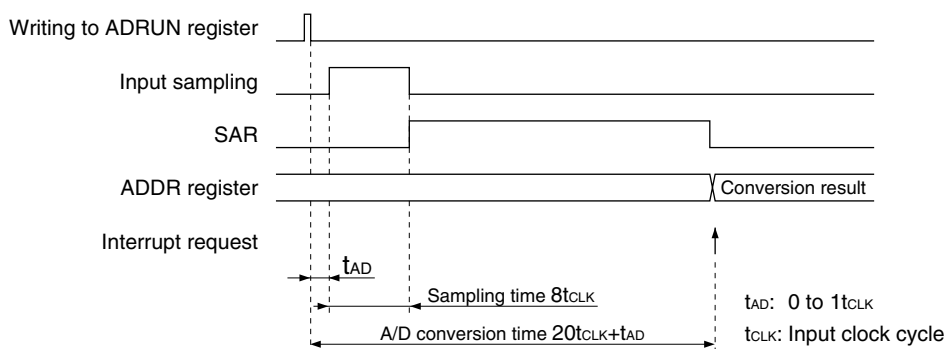 Writing to ADRUN register
Input sampling
SAR
ADDR register
Conversion result
Interrupt request
tAD
Sampling time 8tCLK
tAD: 0 to 1tCLK
A/D conversion time 20tCLK+tAD
tCLK: Input clock cycle